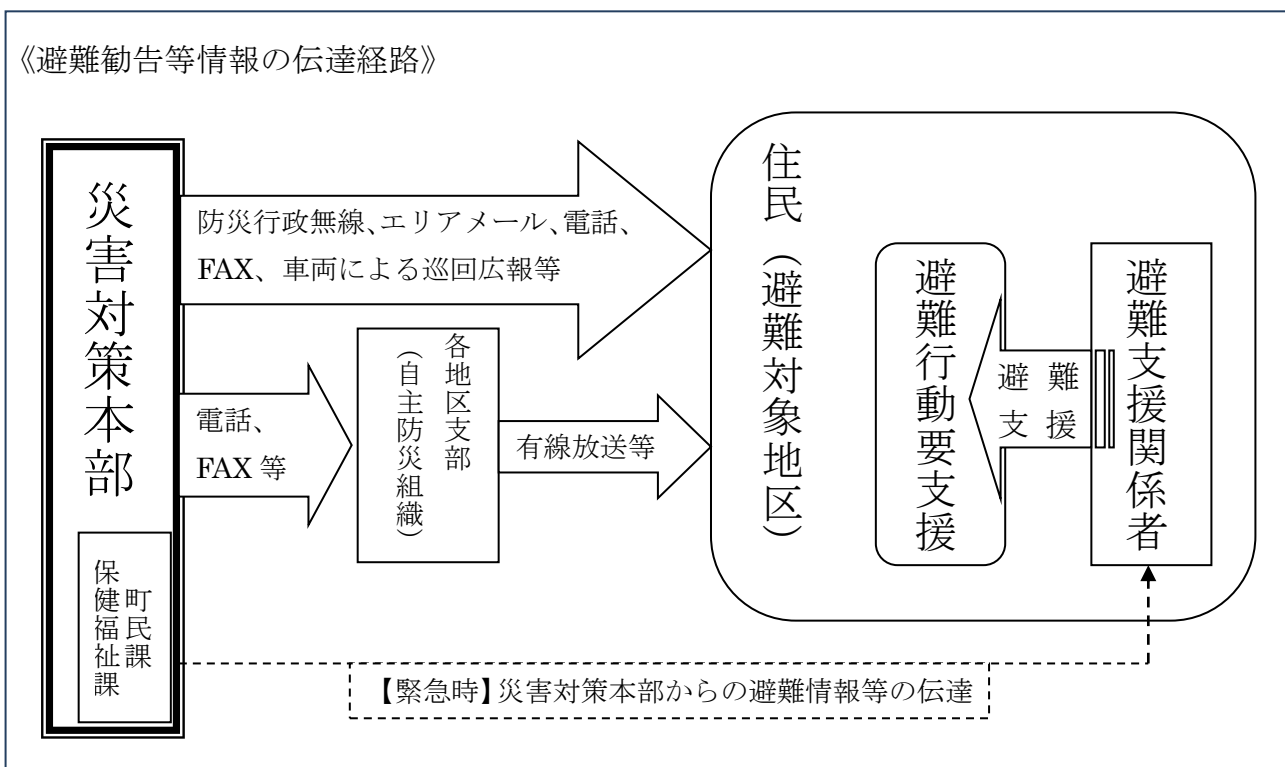 《避難勧告等情報の伝達経路》
災害対策本部
町民課
保健福祉課
防災行政無線、エリアメール、電話、
FAX、車両による巡回広報等
電話、
FAX 等
各地区支部
（自主防災組織）
有線放送等
住民（避難対象地区）
避難行動要支援
避難
支援
避難支援関係者
【緊急時】災害対策本部からの避難情報等の伝達